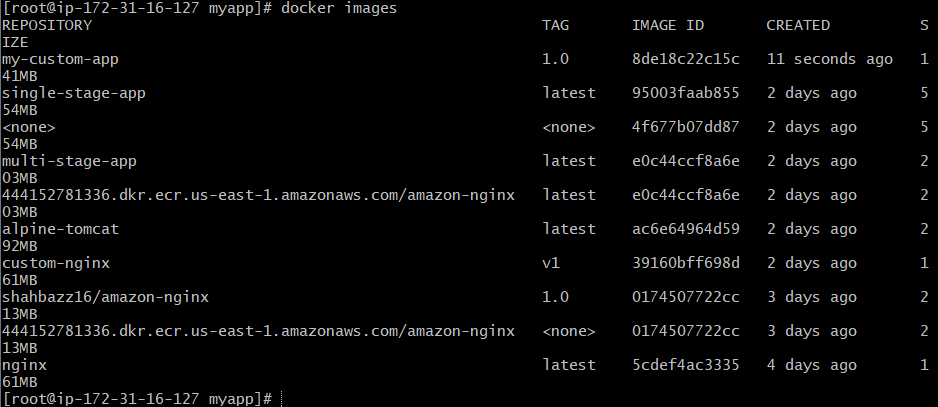 [root@ip-172-31-16-127 myapp]# docker images
REPOSITORY TAG IMAGE ID CREATED S
IZE
my-custom-app 1.0 8de18c22c15c 11 seconds ago 1
41MB
single-stage-app latest 95003faab855 2 days ago 5
54MB
<none> <none> 4f677b07dd87 2 days ago 5
54MB
multi-stage-app latest e0c44ccf8a6e 2 days ago 2
03MB
444152781336.dkr.ecr.us-east-1.amazonaws.com/amazon-nginx latest e0c44ccf8a6e 2 days ago 2
03MB
alpine-tomcat latest ac6e64964d59 2 days ago 2
92MB
custom-nginx v1 39160bff698d 2 days ago 1
61MB
shahbazz16/amazon-nginx 1.0 0174507722cc 3 days ago 2
13MB
444152781336.dkr.ecr.us-east-1.amazonaws.com/amazon-nginx <none> 0174507722cc 3 days ago 2
13MB
nginx latest 5cdef4ac3335 4 days ago 1
61MB
[root@ip-172-31-16-127 myapp]#